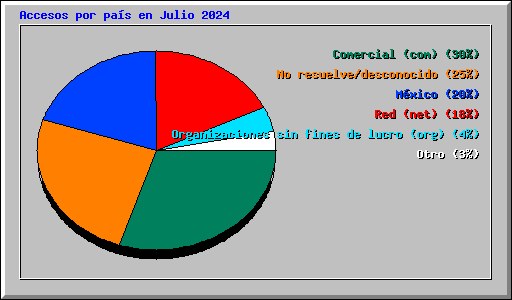 Accesos por país en Julio 2024
Comercial (com) (30%)
No resuelve/desconocido (25%)
México (20%)
Red (net) (18%)
Organizaciones sin fines de lucro (org) (4%)
Otro (3%)